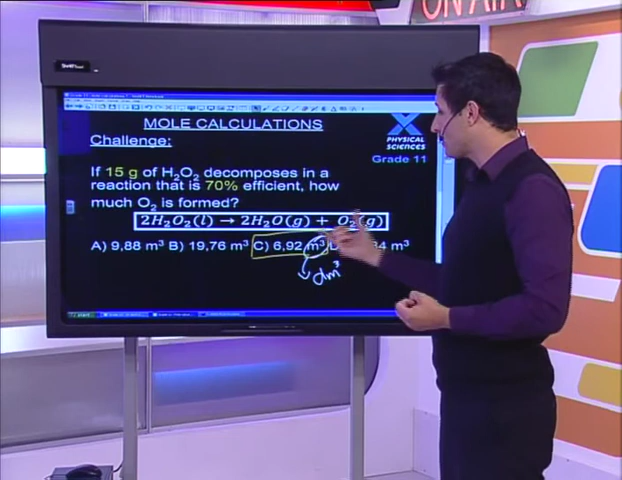 ON AIR
MOLE CALCULATIONS
Challenge:
X
PHYSICAL
SCIENCES
Grade 11
If 15 g of H₂O₂ decomposes in a
reaction that is 70% efficient, how
much O₂ is formed?
2H₂O₂(l) → 2H₂O(g) + O₂(g)
A) 9,88 m³ B) 19,76 m³ C) 6,92 m³ 84 m³
dm³